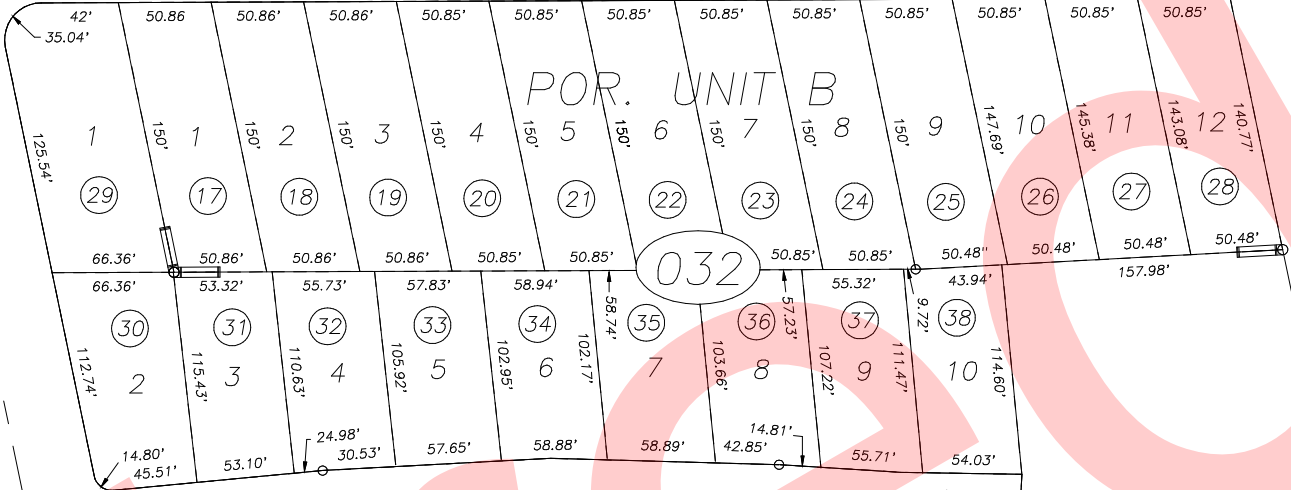 42' 50.86 50.86' 50.86' 50.85' 50.85' 50.85' 50.85' 50.85' 50.85' 50.85' 50.85' 50.85'
35.04'
POR. UNIT B
125.54' 150' 150' 150' 150' 150' 150' 150' 150' 150' 147.69' 145.38' 143.08' 140.77'
1 1 2 3 4 5 6 7 8 9 10 11 12
29 17 18 19 20 21 22 23 24 25 26 27 28
66.36' 50.86' 50.86' 50.86' 50.85' 50.85' 50.85' 50.85' 50.48" 50.48' 50.48' 50.48'
032
66.36' 53.32' 55.73' 57.83' 58.94' 58.74' 57.23' 55.32' 9.72' 43.94' 157.98'
30 31 32 33 34 35 36 37 38
112.74' 115.43' 110.63' 105.92' 102.95' 102.17' 103.66' 107.22' 111.47' 114.60'
2 3 4 5 6 7 8 9 10
14.80' 45.51' 53.10' 24.98' 30.53' 57.65' 58.88' 58.89' 42.85' 14.81' 55.71' 54.03'